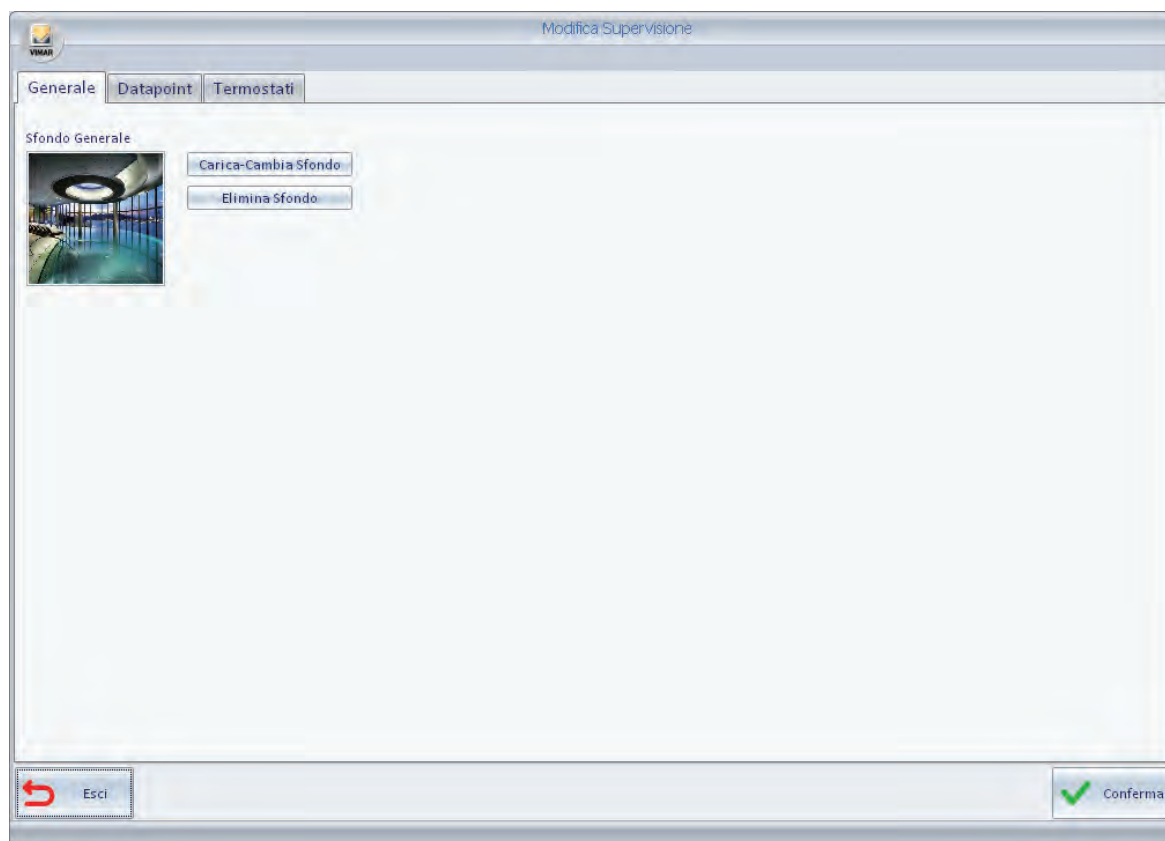 Modifica Supervisione
VIMAR
Generale Datapoint Termostati
Sfondo Generale
Carica-Cambia Sfondo
Elimina Sfondo
Esci Conferma